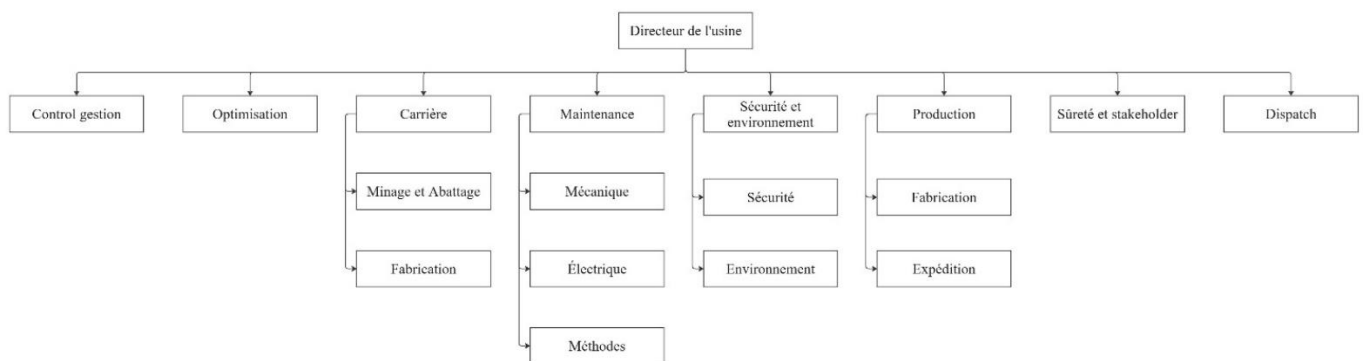 Directeur de l'usine
Control gestion
Optimisation
Carrière
Maintenance
Sécurité et
environnement
Production
Sûreté et stakeholder
Dispatch
Minage et Abattage
Mécanique
Sécurité
Fabrication
Fabrication
Électrique
Environnement
Expédition
Méthodes